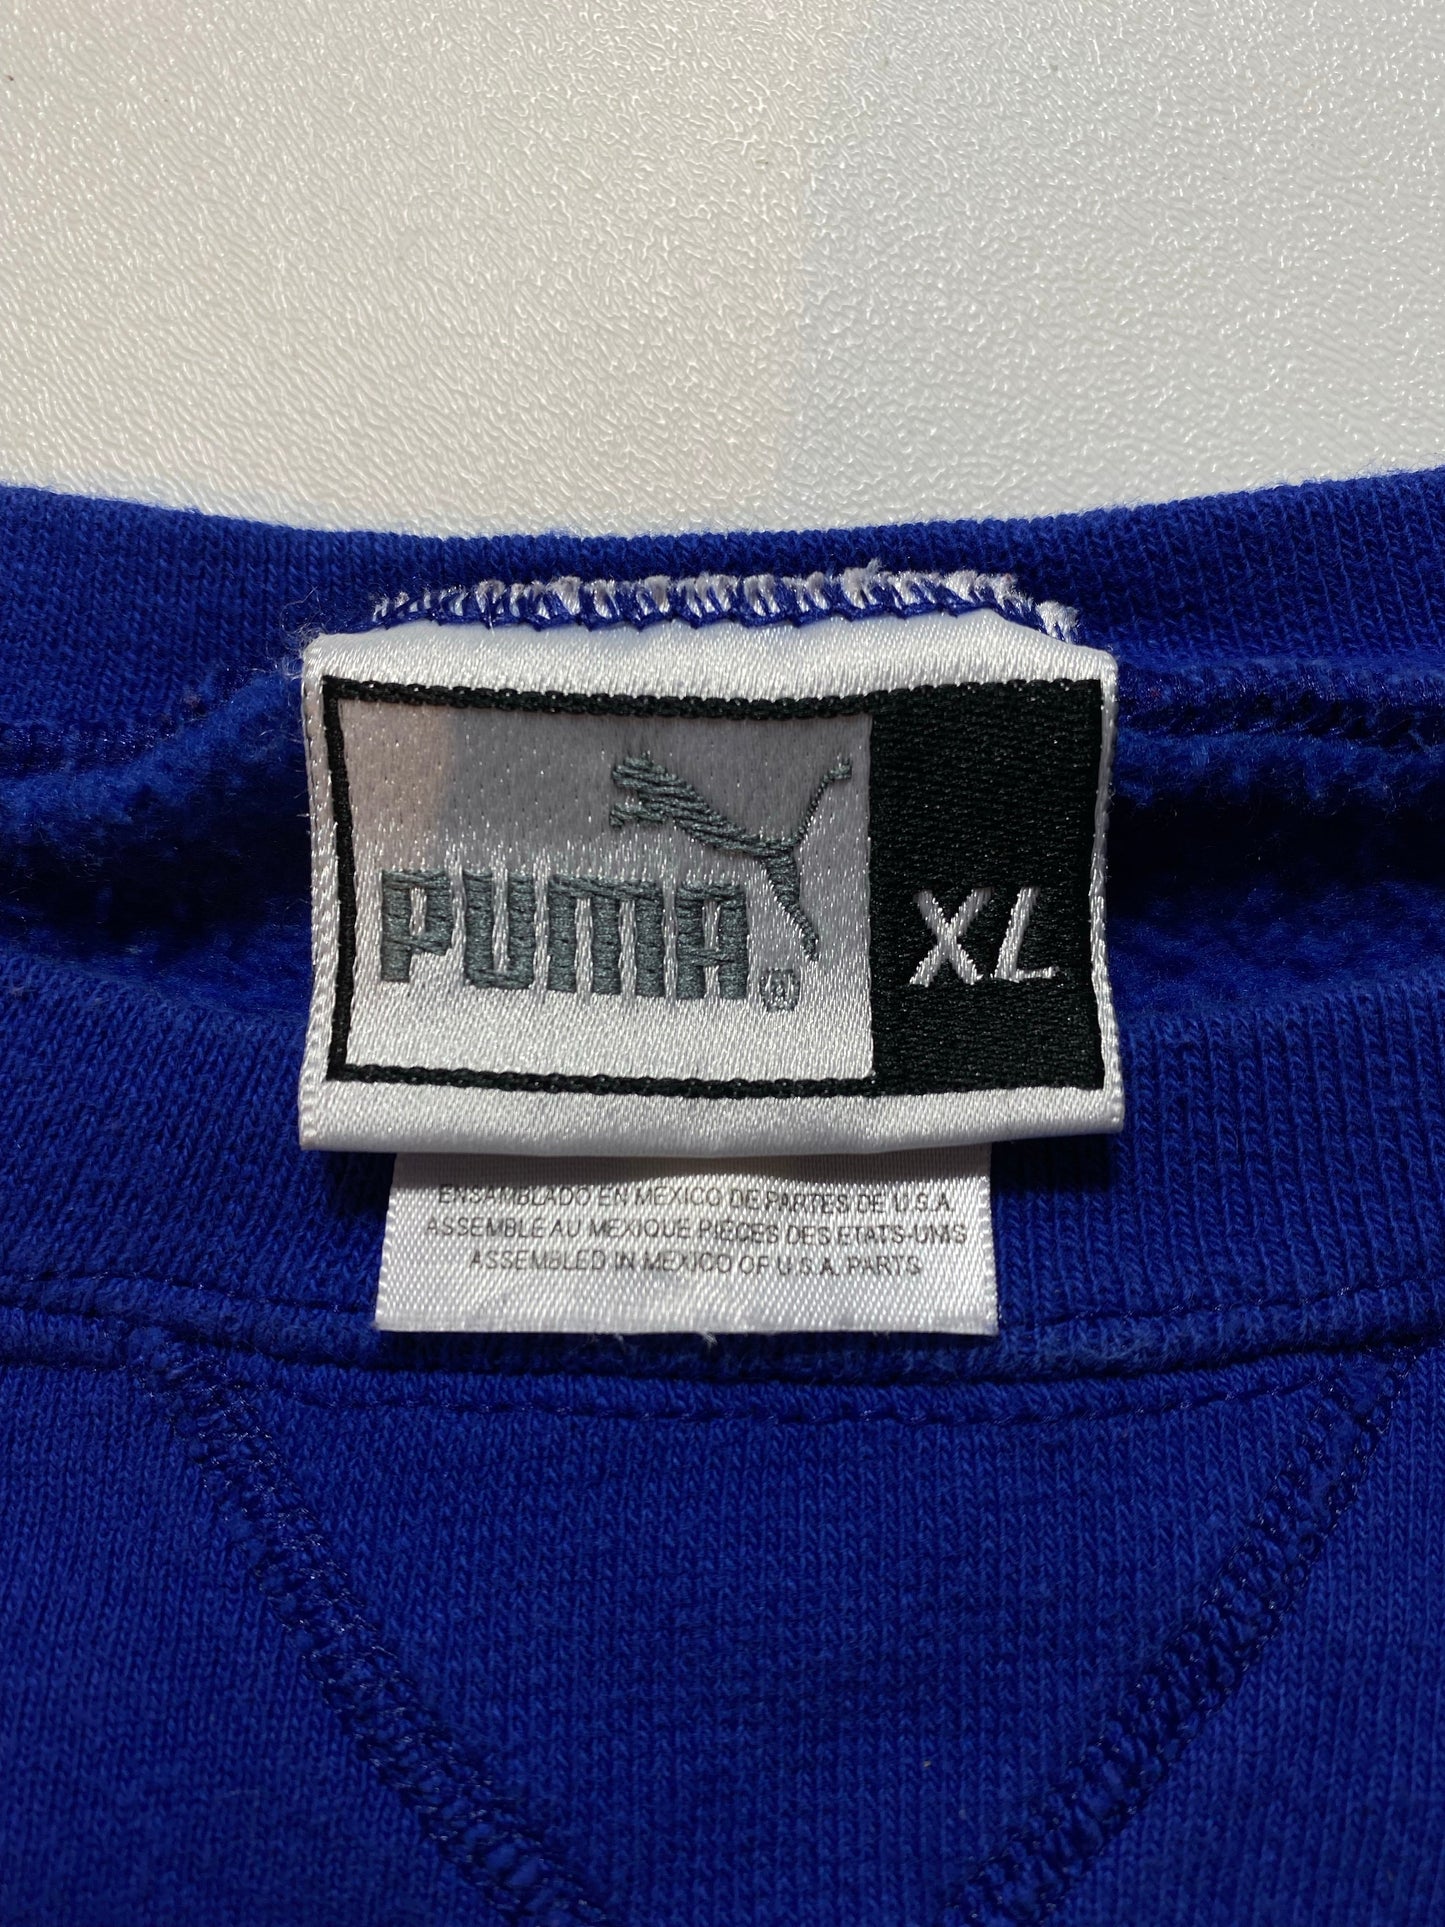 PUMA® XL
ENSAMBLADO EN MEXICO DE PARTES DE U.S.A.
ASSEMBLE AU MEXIQUE PIECES DES ETATS-UNIS
ASSEMBLED IN MEXICO OF U.S.A. PARTS